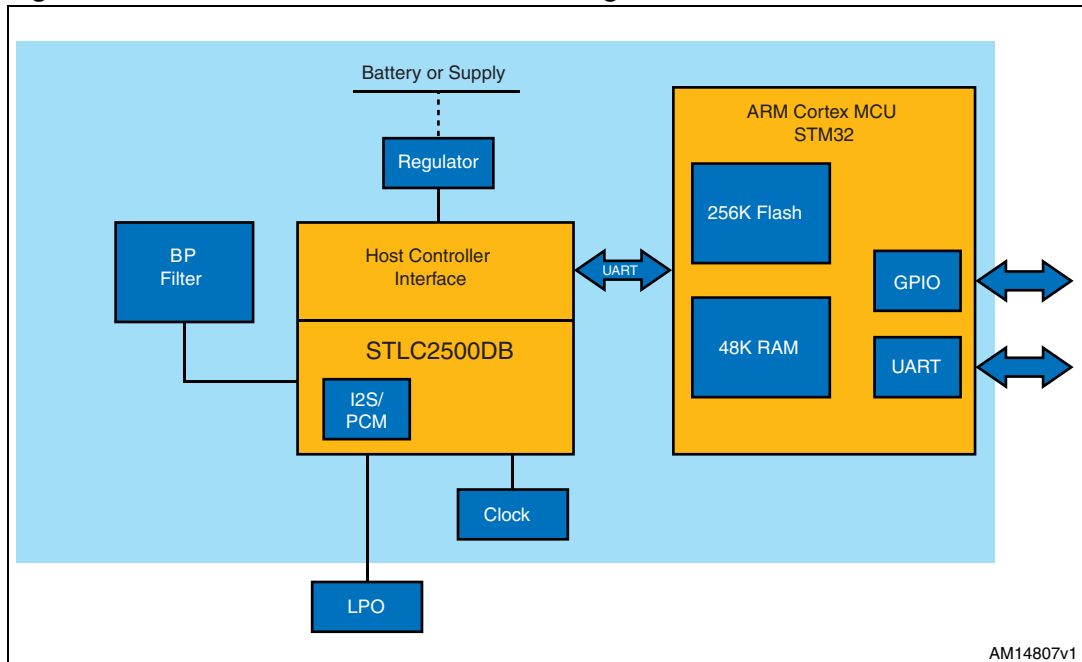 Battery or Supply
Regulator
BP
Filter
Host Controller
Interface
STLC2500DB
I2S/
PCM
Clock
LPO
UART
ARM Cortex MCU
STM32
256K Flash
48K RAM
GPIO
UART
AM14807v1